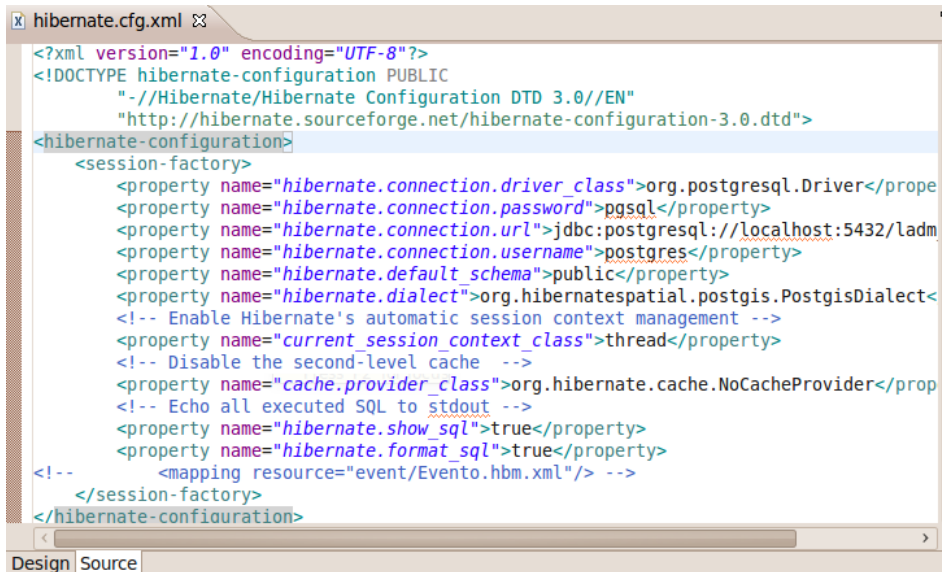 hibernate.cfg.xml
<?xml version="1.0" encoding="UTF-8"?>
<!DOCTYPE hibernate-configuration PUBLIC
"-//Hibernate/Hibernate Configuration DTD 3.0//EN"
"http://hibernate.sourceforge.net/hibernate-configuration-3.0.dtd">
<hibernate-configuration>
<session-factory>
<property name="hibernate.connection.driver_class">org.postgresql.Driver</prope
<property name="hibernate.connection.password">pgsql</property>
<property name="hibernate.connection.url">jdbc:postgresql://localhost:5432/ladm_
<property name="hibernate.connection.username">postgres</property>
<property name="hibernate.default_schema">public</property>
<property name="hibernate.dialect">org.hibernatespatial.postgis.PostgisDialect<
<!-- Enable Hibernate's automatic session context management -->
<property name="current_session_context_class">thread</property>
<!-- Disable the second-level cache  -->
<property name="cache.provider_class">org.hibernate.cache.NoCacheProvider</prop
<!-- Echo all executed SQL to stdout -->
<property name="hibernate.show_sql">true</property>
<property name="hibernate.format_sql">true</property>
<!--        <mapping resource="event/Evento.hbm.xml"/> -->
</session-factory>
</hibernate-configuration>
Design Source